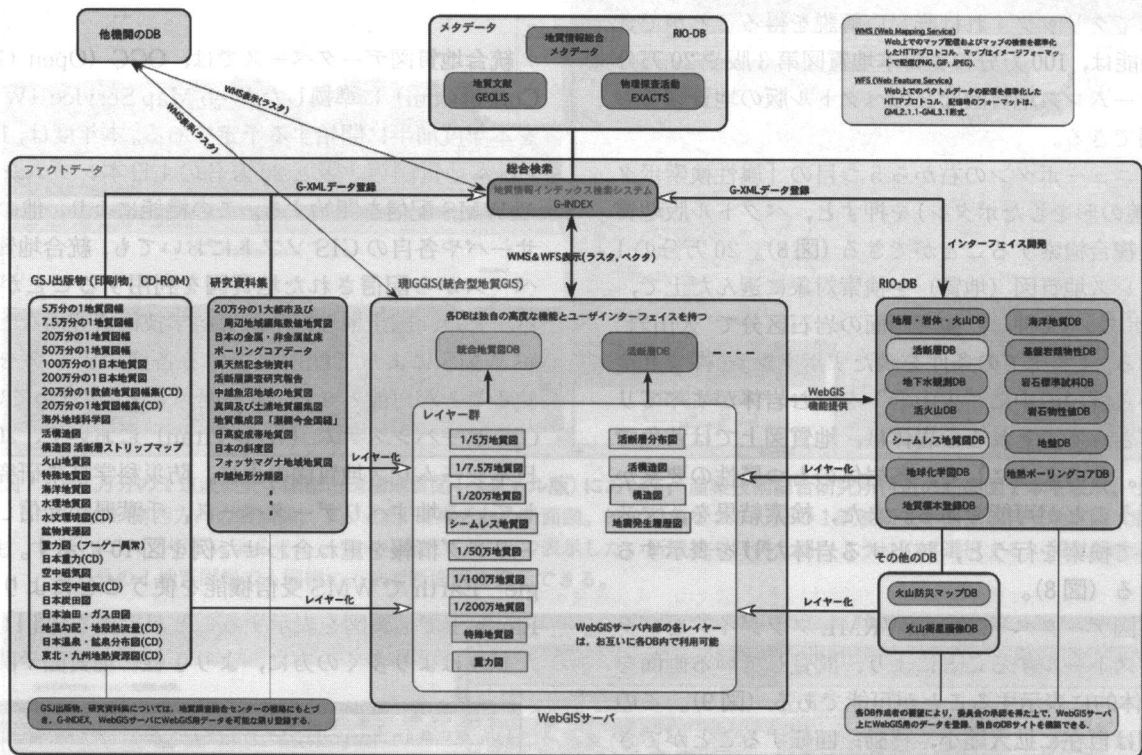 他機関のDB
メタデータ
RIO-DB
地質情報総合
メタデータ
地質文献
GEOLIS
物理探査活動
EXACTS
WMS (Web Mapping Service)
Web上でのマップ配信およびマップの検索を標準化
したHTTPプロトコル、マップはイメージフォーマッ
トで配信(PNG, GIF, JPEG).
WFS (Web Feature Service)
Web上でのベクトルデータの配信を標準化した
HTTPプロトコル、配信時のフォーマットは、
GML2.1.1-GML3.1形式。
WMS表示(ラスタ)
WMS表示(ラスタ)
ファクトデータ
総合検索
地質情報インデックス検索システム
G-INDEX
G-XMLデータ登録
G-XMLデータ登録
WMS&WFS表示(ラスタ,ベクタ)
インターフェイス開発
GSJ出版物(印刷物, CD-ROM)
5万分の1地質図幅
7.5万分の1地質図幅
20万分の1地質図幅
50万分の1地質図幅
100万分の1日本地質図
200万分の1日本地質図
20万分の1数値地質図幅集(CD)
20万分の1地質図幅集(CD)
海外地球科学図
活構造図
構造図 活断層ストリップマップ
火山地質図
特殊地質図
海洋地質図
水理地質図
水文環境図(CD)
鉱物資源図
重力図(ブーゲー異常)
日本重力(CD)
空中磁気図
日本空中磁気(CD)
日本炭田図
日本油田・ガス田図
地温勾配・地殻熱流量(CD)
日本温泉・鉱泉分布図(CD)
東北・九州地熱資源図(CD)
研究資料集
20万分の1大都市及び
周辺地域編集数値地質図
日本の金属・非金属鉱床
ボーリングコアデータ
県天然記念物資料
活断層調査研究報告
中越魚沼地域の地質図
真岡及び土浦地質編集図
地質集成図「瀬棚今金国縫」
日高変成帯地質図
日本の斜度図
フォッサマグナ地域地質図
中越地形分類図
現IGGIS(統合型地質GIS)
各DBは独自の高度な機能とユーザインターフェイスを持つ
統合地質図DB
活断層DB
レイヤー群
1/5万地質図
1/7.5万地質図
1/20万地質図
シームレス地質図
1/50万地質図
1/100万地質図
1/200万地質図
特殊地質図
重力図
活断層分布図
活構造図
構造図
地震発生履歴図
WebGISサーバ内部の各レイヤー
は、お互いに各DB内で利用可能
WebGISサーバ
レイヤー化
レイヤー化
WebGIS
機能提供
レイヤー化
レイヤー化
RIO-DB
地層・岩体・火山DB
海洋地質DB
活断層DB
基盤岩類物性DB
地下水観測DB
岩石標準試料DB
活火山DB
岩石物性値DB
シームレス地質図DB
地盤DB
地球化学図DB
地熱ボーリングコアDB
地質標本登録DB
その他のDB
火山防災マップDB
火山衛星画像DB
GSJ出版物、研究資料集については、地質調査総合センターの戦略にもとづ
き、G-INDEX、WebGISサーバにWebGIS用データを可能な限り登録する。
各DB作成者の要望により、委員会の承認を得た上で、WebGISサーバ
上にWebGIS用のデータを登録、独自のDBサイトを構築できる。